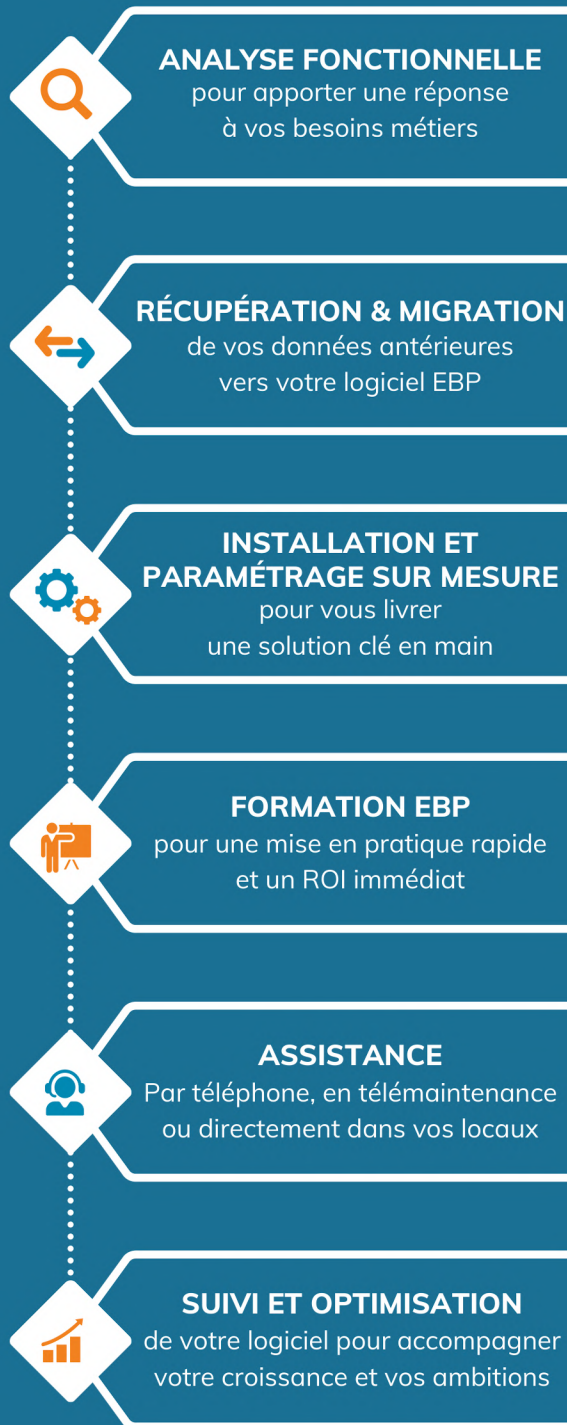 ANALYSE FONCTIONNELLE
pour apporter une réponse
à vos besoins métiers
RÉCUPÉRATION & MIGRATION
de vos données antérieures
vers votre logiciel EBP
INSTALLATION ET
PARAMÉTRAGE SUR MESURE
pour vous livrer
une solution clé en main
FORMATION EBP
pour une mise en pratique rapide
et un ROI immédiat
ASSISTANCE
Par téléphone, en télémaintenance
ou directement dans vos locaux
SUIVI ET OPTIMISATION
de votre logiciel pour accompagner
votre croissance et vos ambitions